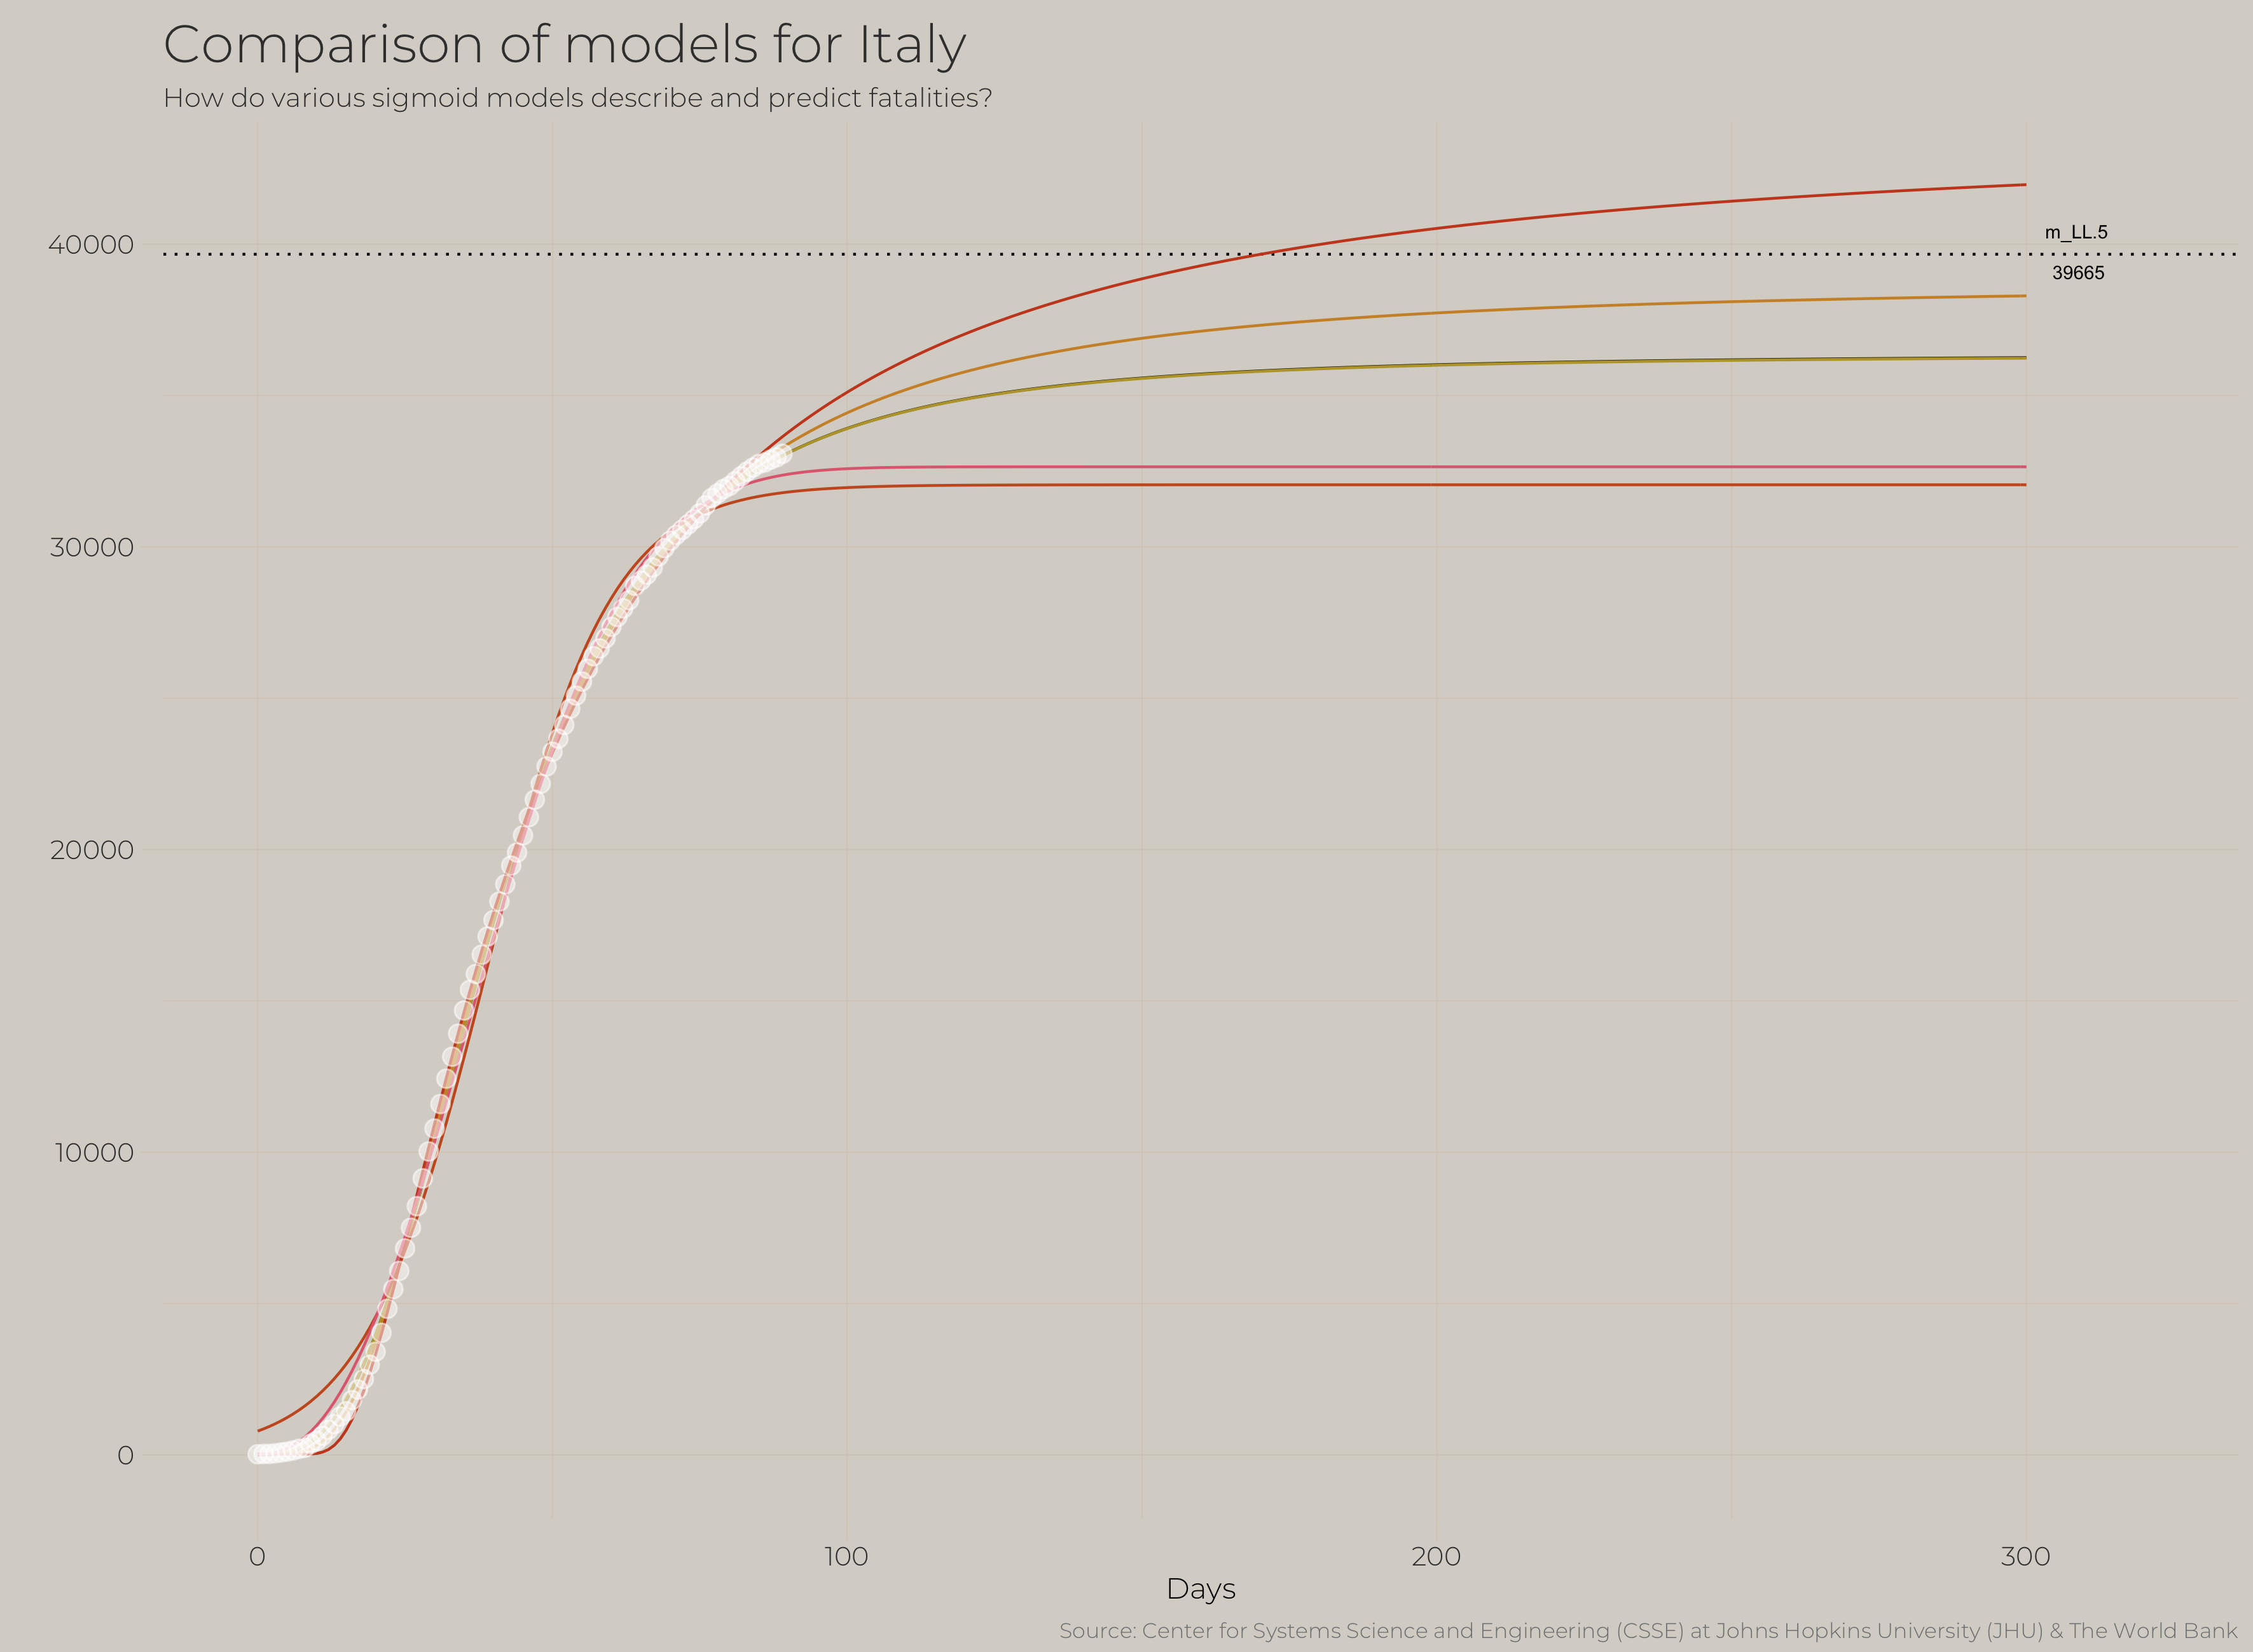 Comparison of models for Italy
How do various sigmoid models describe and predict fatalities?
40000
30000
20000
10000
0
m_LL.5
39665
0
100
200
300
Days
Source: Center for Systems Science and Engineering (CSSE) at Johns Hopkins University (JHU) & The World Bank